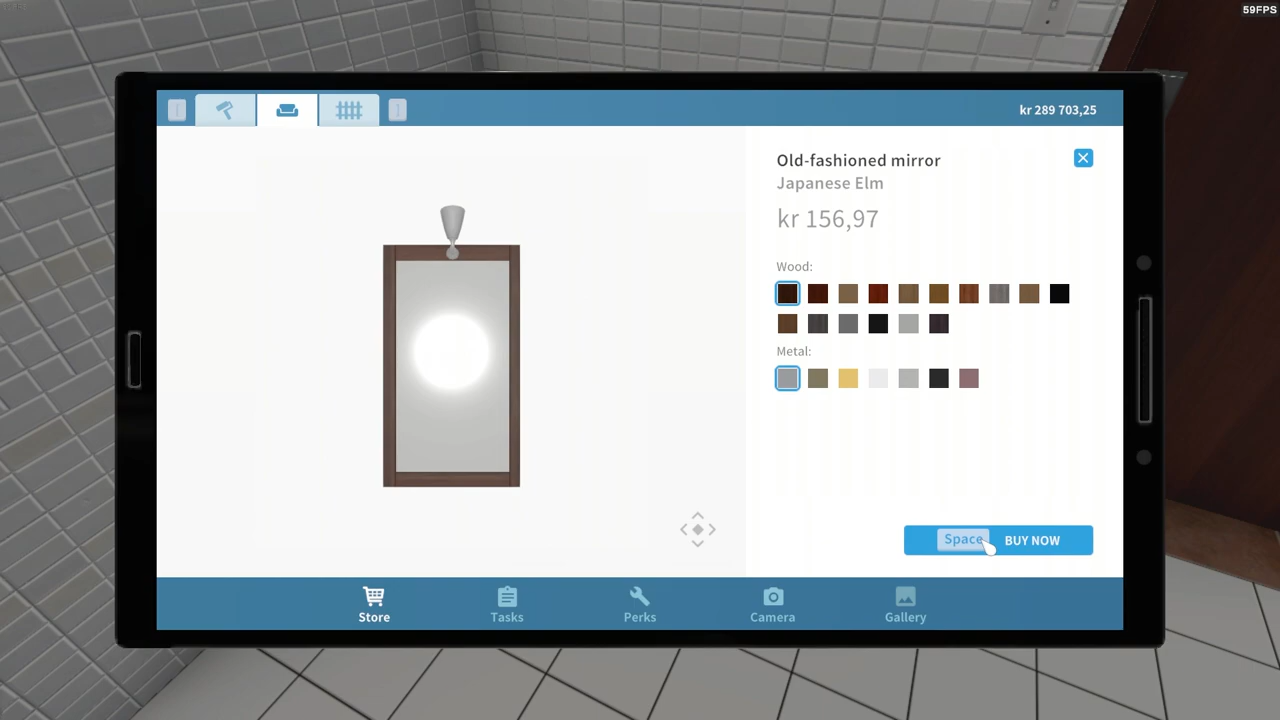 59FPS
kr 289 703,25
Old-fashioned mirror
Japanese Elm
kr 156,97
Wood:
Metal:
Space BUY NOW
Store Tasks Perks Camera Gallery